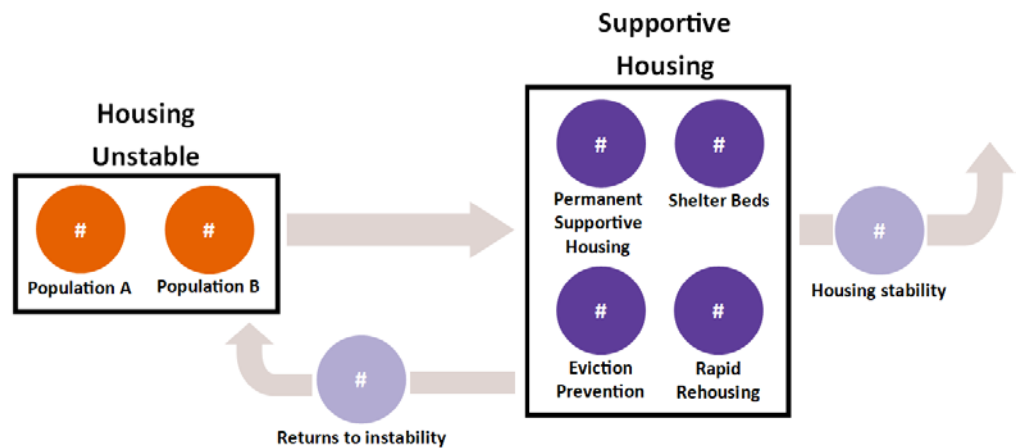 Supportive
Housing
Housing
Unstable
# #
Population A Population B
# #
Permanent
Supportive
Housing
Shelter Beds
# #
Eviction
Prevention
Rapid
Rehousing
#
Housing stability
#
Returns to instability